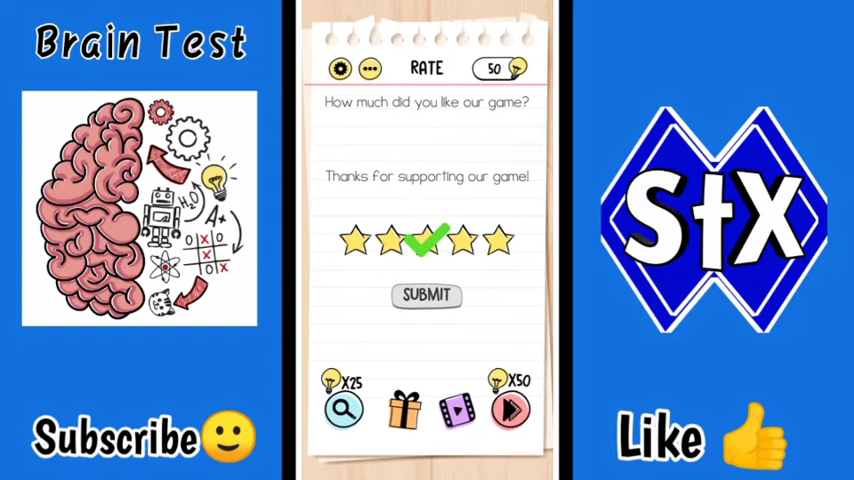 Brain Test
H₂O
A+
O X O
X
O X
Subscribe
RATE
50
How much did you like our game?
Thanks for supporting our game!
SUBMIT
X25
X50
StX
Like